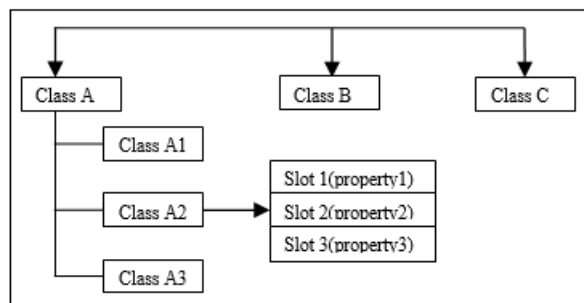 Class A
Class B
Class C
Class A1
Class A2
Class A3
Slot 1(property1)
Slot 2(property2)
Slot 3(property3)